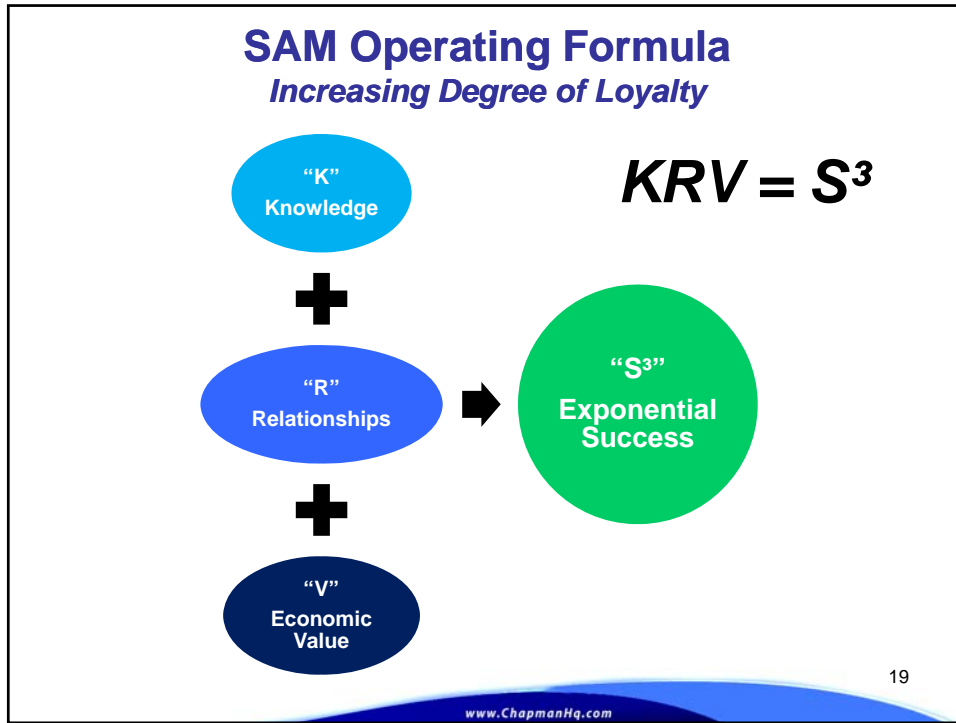 SAM Operating Formula
Increasing Degree of Loyalty
“K”
Knowledge
KRV = S³
“R”
Relationships
“S³”
Exponential
Success
“V”
Economic
Value
19
www.ChapmanHq.com